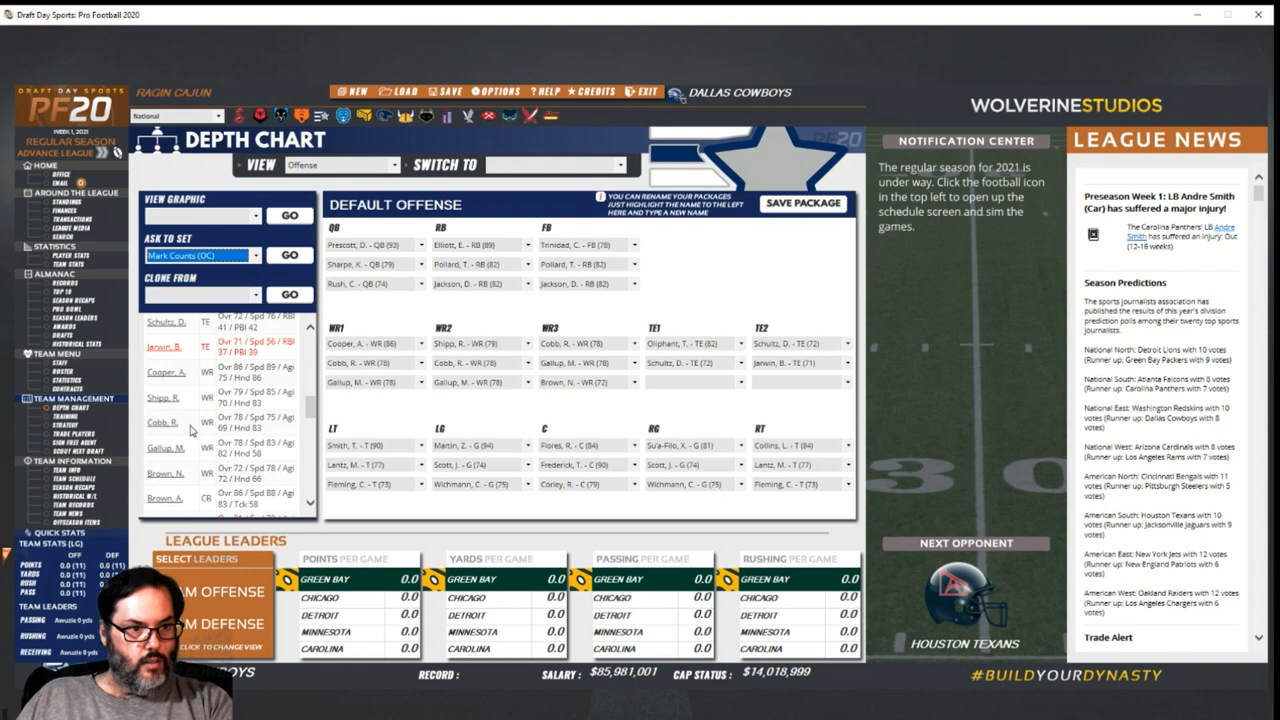 Draft Day Sports: Pro Football 2020
DRAFT DAY SPORTS
PF20
RAGIN CAJUN
NEW LOAD SAVE OPTIONS ? HELP CREDITS EXIT
DALLAS COWBOYS
WOLVERINESTUDIOS
National
WEEK 1, 2021
REGULAR SEASON
ADVANCE LEAGUE
HOME
OFFICE
EMAIL
AROUND THE LEAGUE
STANDINGS
FINANCES
TRANSACTIONS
LEAGUE MEDIA
SEARCH
STATISTICS
PLAYER STATS
TEAM STATS
ALMANAC
RECORDS
TOP 10
SEASON RECAPS
PRO BOWL
SEASON LEADERS
AWARDS
DRAFTS
HISTORICAL STATS
TEAM MENU
STAFF
ROSTER
STATISTICS
CONTRACTS
TEAM MANAGEMENT
DEPTH CHART
TRAINING
STRATEGY
TRADE PLAYERS
SIGN FREE AGENT
SCOUT NEXT DRAFT
TEAM INFORMATION
TEAM INFO
TEAM SCHEDULE
SEASON RECAPS
HISTORICAL W/L
TEAM RECORDS
TEAM NEWS
OFFSEASON ITEMS
QUICK STATS
TEAM STATS (LG)
OFF DEF
POINTS 0.0 (11) 0.0 (11)
YARDS 0.0 (11) 0.0 (11)
RUSH 0.0 (11) 0.0 (11)
PASS 0.0 (11) 0.0 (11)
TEAM LEADERS
PASSING Awuzie 0 yds
RUSHING Awuzie 0 yds
RECEIVING Awuzie 0 yds
DEPTH CHART
VIEW Offense SWITCH TO
VIEW GRAPHIC
GO
ASK TO SET
Mark Counts (OC) GO
CLONE FROM
GO
Schultz, D. TE Ovr 72 / Spd 76 / RBl 41 / PBl 42
Jarwin, B. TE Ovr 71 / Spd 56 / RBl 37 / PBl 39
Cooper, A. WR Ovr 86 / Spd 89 / Agi 75 / Hnd 86
Shipp, R. WR Ovr 79 / Spd 85 / Agi 70 / Hnd 83
Cobb, R. WR Ovr 78 / Spd 75 / Agi 69 / Hnd 83
Gallup, M. WR Ovr 78 / Spd 83 / Agi 82 / Hnd 58
Brown, N. WR Ovr 72 / Spd 78 / Agi 72 / Hnd 66
Brown, A. CB Ovr 86 / Spd 88 / Agi 83 / Tck 58
DEFAULT OFFENSE
YOU CAN RENAME YOUR PACKAGES
JUST HIGHLIGHT THE NAME TO THE LEFT
HERE AND TYPE A NEW NAME
SAVE PACKAGE
QB RB FB
Prescott, D. - QB (93) Elliott, E. - RB (89) Trinidad, C. - FB (78)
Sharpe, K. - QB (79) Pollard, T. - RB (82) Pollard, T. - RB (82)
Rush, C. - QB (74) Jackson, D. - RB (82) Jackson, D. - RB (82)
WR1 WR2 WR3 TE1 TE2
Cooper, A. - WR (86) Shipp, R. - WR (79) Cobb, R. - WR (78) Oliphant, T. - TE (82) Schultz, D. - TE (72)
Cobb, R. - WR (78) Cobb, R. - WR (78) Gallup, M. - WR (78) Schultz, D. - TE (72) Jarwin, B. - TE (71)
Gallup, M. - WR (78) Gallup, M. - WR (78) Brown, N. - WR (72)
LT LG C RG RT
Smith, T. - T (90) Martin, Z. - G (94) Flores, R. - C (84) Su'a-Filo, X. - G (81) Collins, L. - T (84)
Lantz, M. - T (77) Scott, J. - G (74) Frederick, T. - C (90) Scott, J. - G (74) Lantz, M. - T (77)
Fleming, C. - T (73) Wichmann, C. - G (75) Corley, R. - C (79) Wichmann, C. - G (75) Fleming, C. - T (73)
LEAGUE LEADERS
SELECT LEADERS
AM OFFENSE
AM DEFENSE
CLICK TO CHANGE VIEW
POINTS PER GAME YARDS PER GAME PASSING PER GAME RUSHING PER GAME
GREEN BAY 0.0 GREEN BAY 0.0 GREEN BAY 0.0 GREEN BAY 0.0
CHICAGO 0.0 CHICAGO 0.0 CHICAGO 0.0 CHICAGO 0.0
DETROIT 0.0 DETROIT 0.0 DETROIT 0.0 DETROIT 0.0
MINNESOTA 0.0 MINNESOTA 0.0 MINNESOTA 0.0 MINNESOTA 0.0
CAROLINA 0.0 CAROLINA 0.0 CAROLINA 0.0 CAROLINA 0.0
WBOYS RECORD : SALARY : $85,981,001 CAP STATUS : $14,018,999
NOTIFICATION CENTER
The regular season for 2021 is
under way. Click the football icon
in the top left to open up the
schedule screen and sim the
games.
30
NEXT OPPONENT
HOUSTON TEXANS
LEAGUE NEWS
Preseason Week 1: LB Andre Smith
(Car) has suffered a major injury!
The Carolina Panthers' LB Andre
Smith has suffered an injury: Out
(12-16 weeks).
Season Predictions
The sports journalists association has
published the results of this year's division
prediction polls among their twenty top sports
journalists.
National North: Detroit Lions with 10 votes
(Runner up: Green Bay Packers with 9 votes)
National South: Atlanta Falcons with 8 votes
(Runner up: Carolina Panthers with 7 votes)
National East: Washington Redskins with 10
votes (Runner up: Dallas Cowboys with 8
votes)
National West: Arizona Cardinals with 8 votes
(Runner up: Los Angeles Rams with 7 votes)
American North: Cincinnati Bengals with 11
votes (Runner up: Pittsburgh Steelers with 5
votes)
American South: Houston Texans with 10
votes (Runner up: Jacksonville Jaguars with 9
votes)
American East: New York Jets with 12 votes
(Runner up: New England Patriots with 6
votes)
American West: Oakland Raiders with 12 votes
(Runner up: Los Angeles Chargers with 6
votes)
Trade Alert
#BUILDYOURDYNASTY